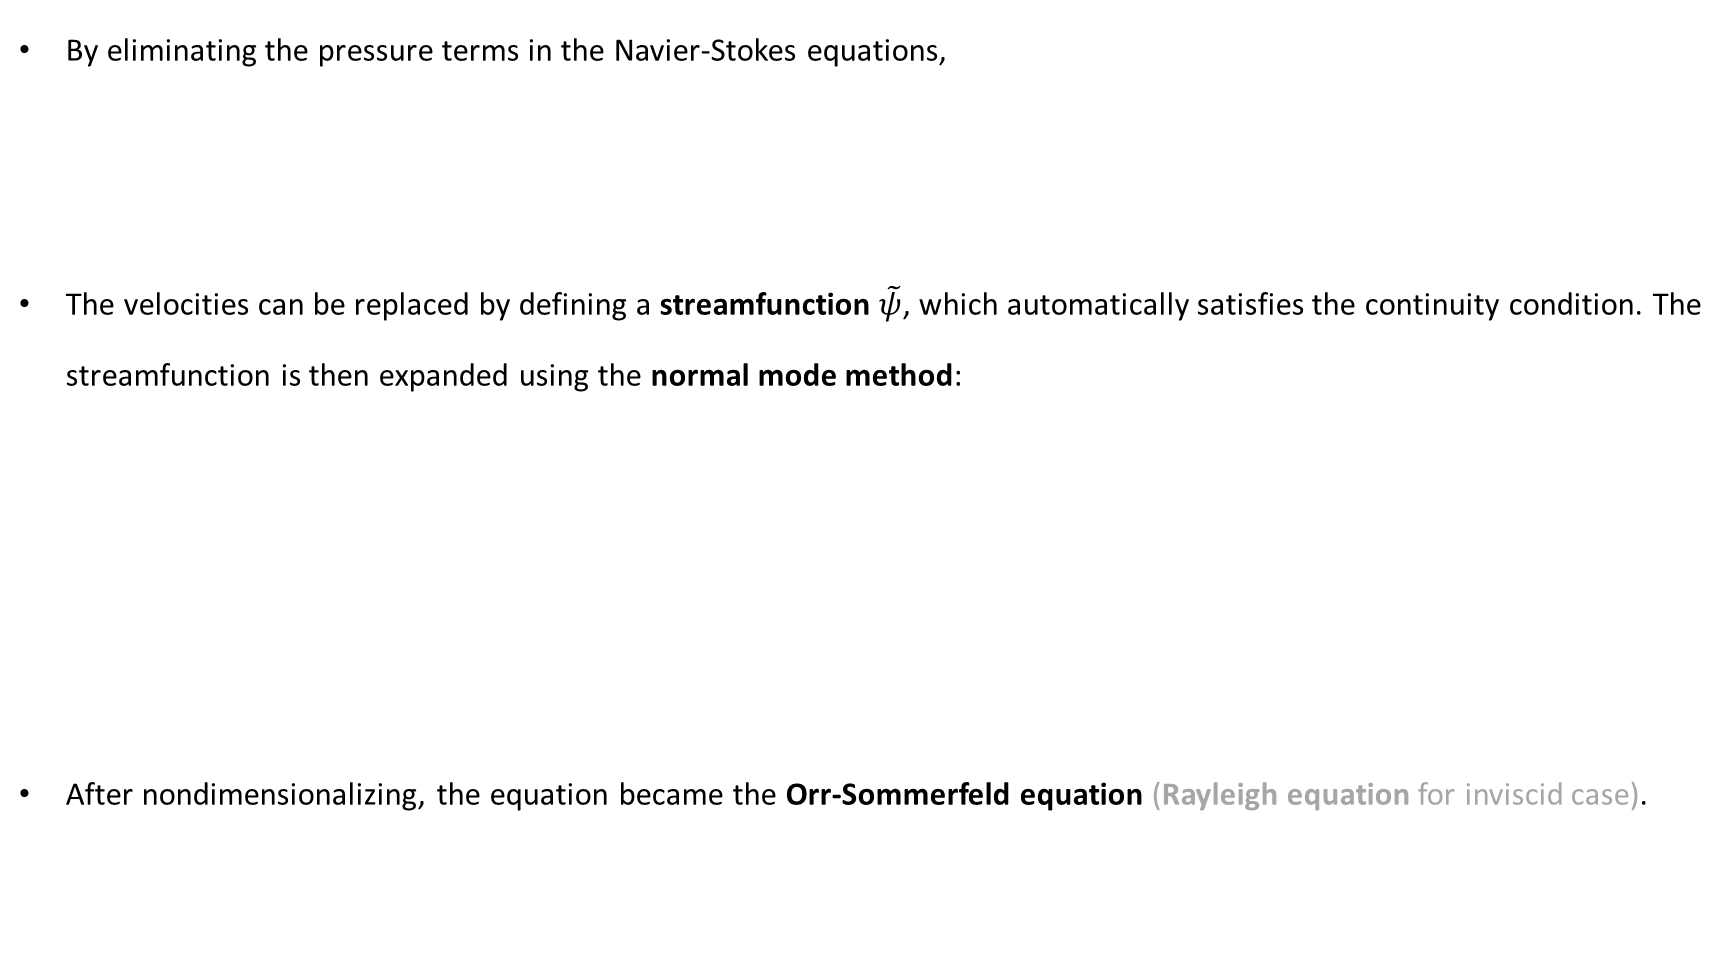 • By eliminating the pressure terms in the Navier-Stokes equations,
• The velocities can be replaced by defining a streamfunction ψ̃, which automatically satisfies the continuity condition. The
streamfunction is then expanded using the normal mode method:
• After nondimensionalizing, the equation became the Orr-Sommerfeld equation (Rayleigh equation for inviscid case).